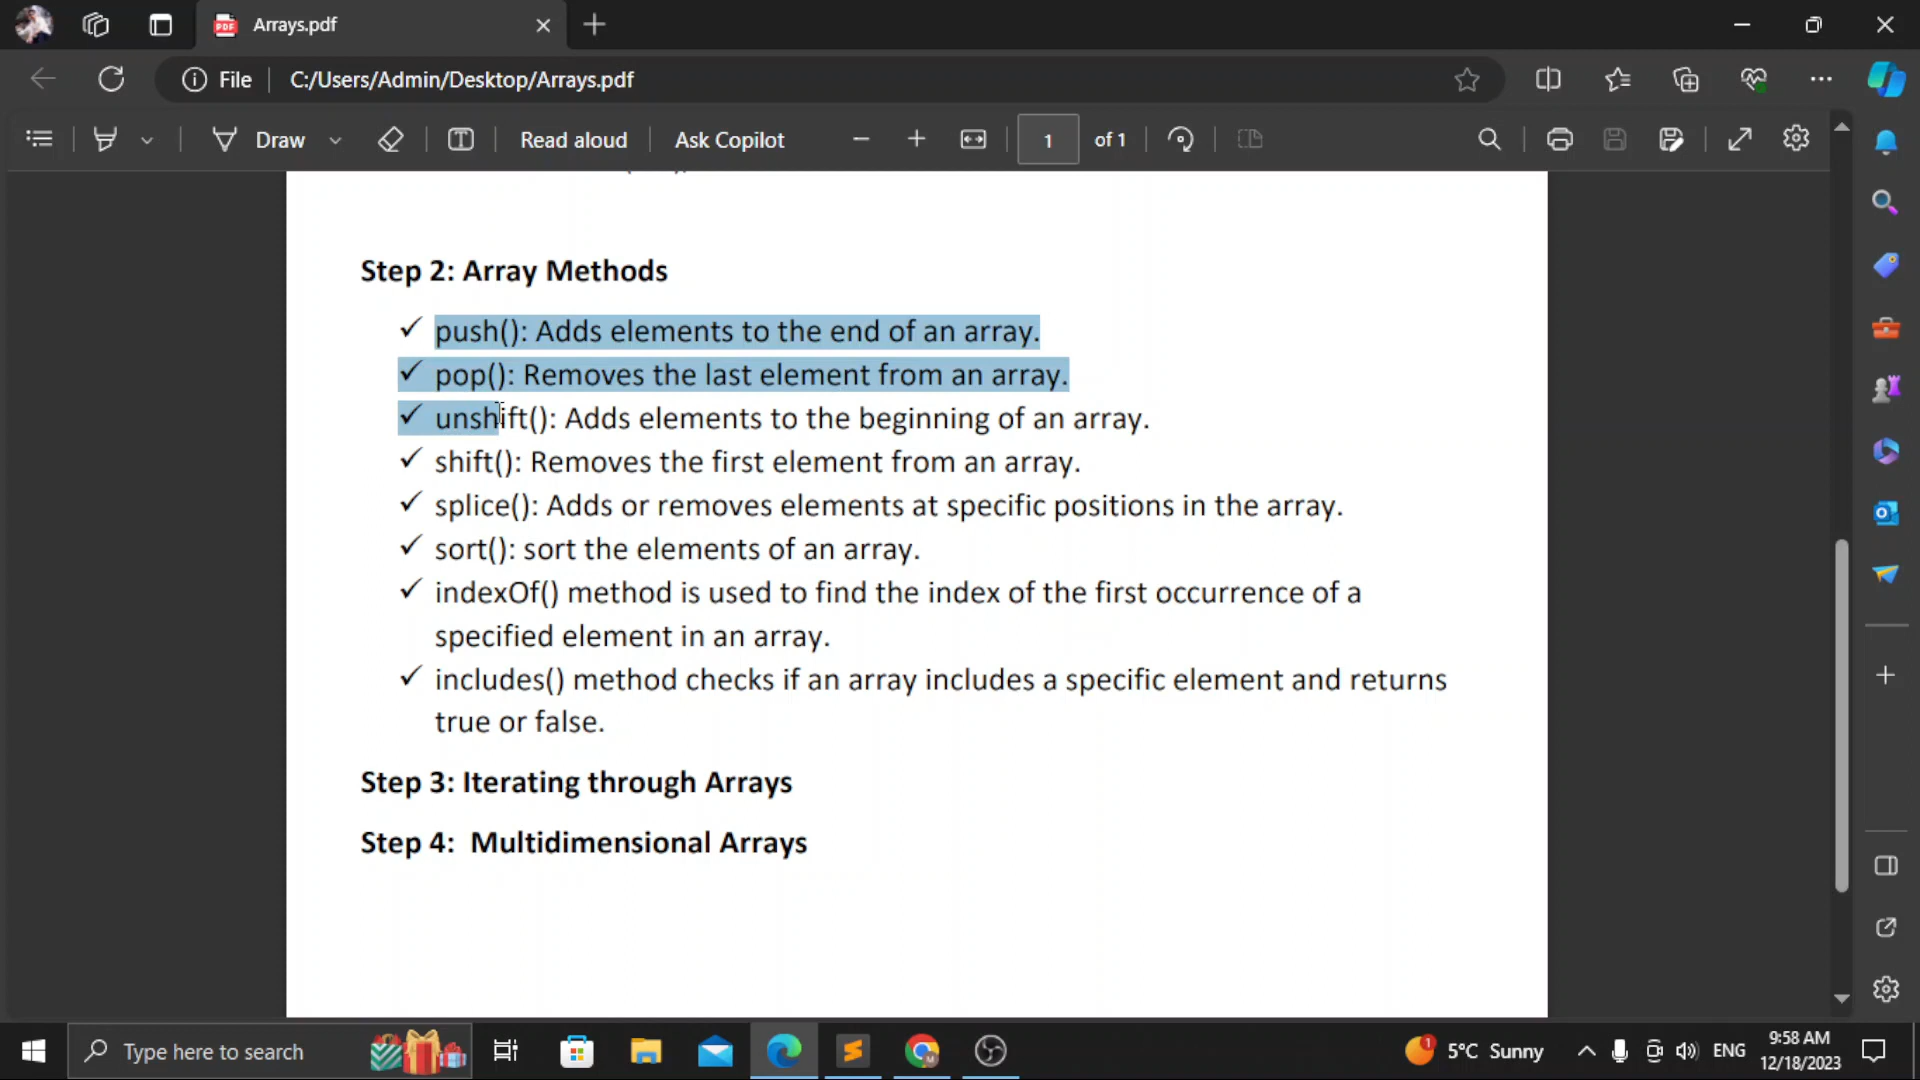 Arrays.pdf
File
C:/Users/Admin/Desktop/Arrays.pdf
Draw
Read aloud
Ask Copilot
1
of 1
Step 2: Array Methods
✓ push(): Adds elements to the end of an array.
✓ pop(): Removes the last element from an array.
✓ unshift(): Adds elements to the beginning of an array.
✓ shift(): Removes the first element from an array.
✓ splice(): Adds or removes elements at specific positions in the array.
✓ sort(): sort the elements of an array.
✓ indexOf() method is used to find the index of the first occurrence of a
specified element in an array.
✓ includes() method checks if an array includes a specific element and returns
true or false.
Step 3: Iterating through Arrays
Step 4: Multidimensional Arrays
Type here to search
1
5°C Sunny
ENG
9:58 AM
12/18/2023